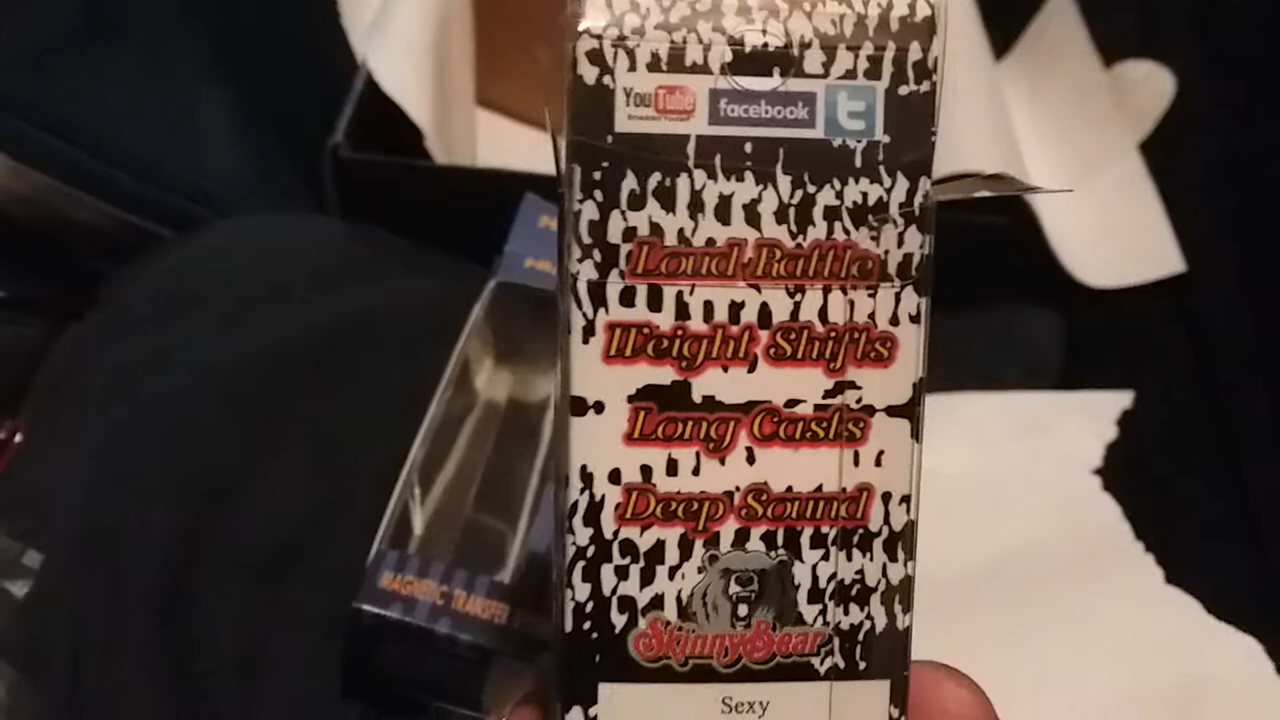 YouTube
facebook
t
Loud Rattle
Weight Shifts
Long Casts
Deep Sound
SkinnyBear
Sexy
MAGNETIC TRANSFER